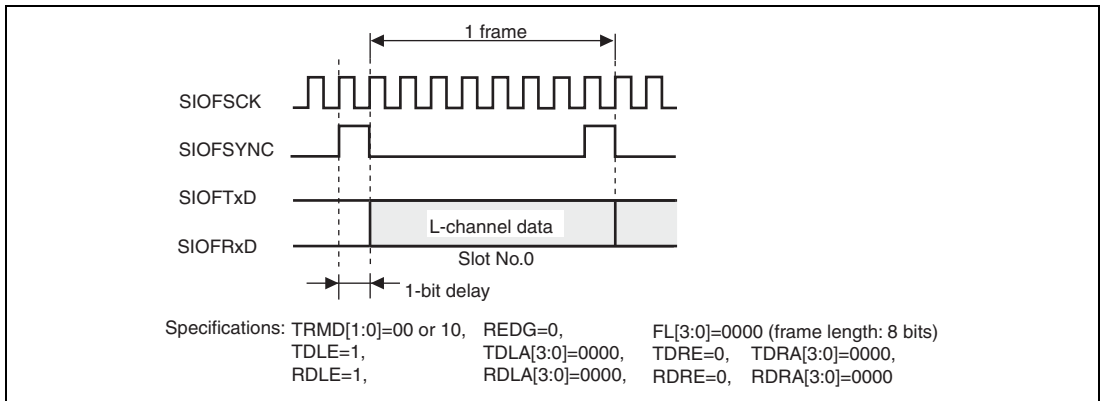 1 frame
SIOFSCK
SIOFSYNC
SIOFTxD
L-channel data
SIOFRxD
Slot No.0
1-bit delay
Specifications: TRMD[1:0]=00 or 10, REDG=0, FL[3:0]=0000 (frame length: 8 bits)
TDLE=1, TDLA[3:0]=0000, TDRE=0, TDRA[3:0]=0000,
RDLE=1, RDLA[3:0]=0000, RDRE=0, RDRA[3:0]=0000